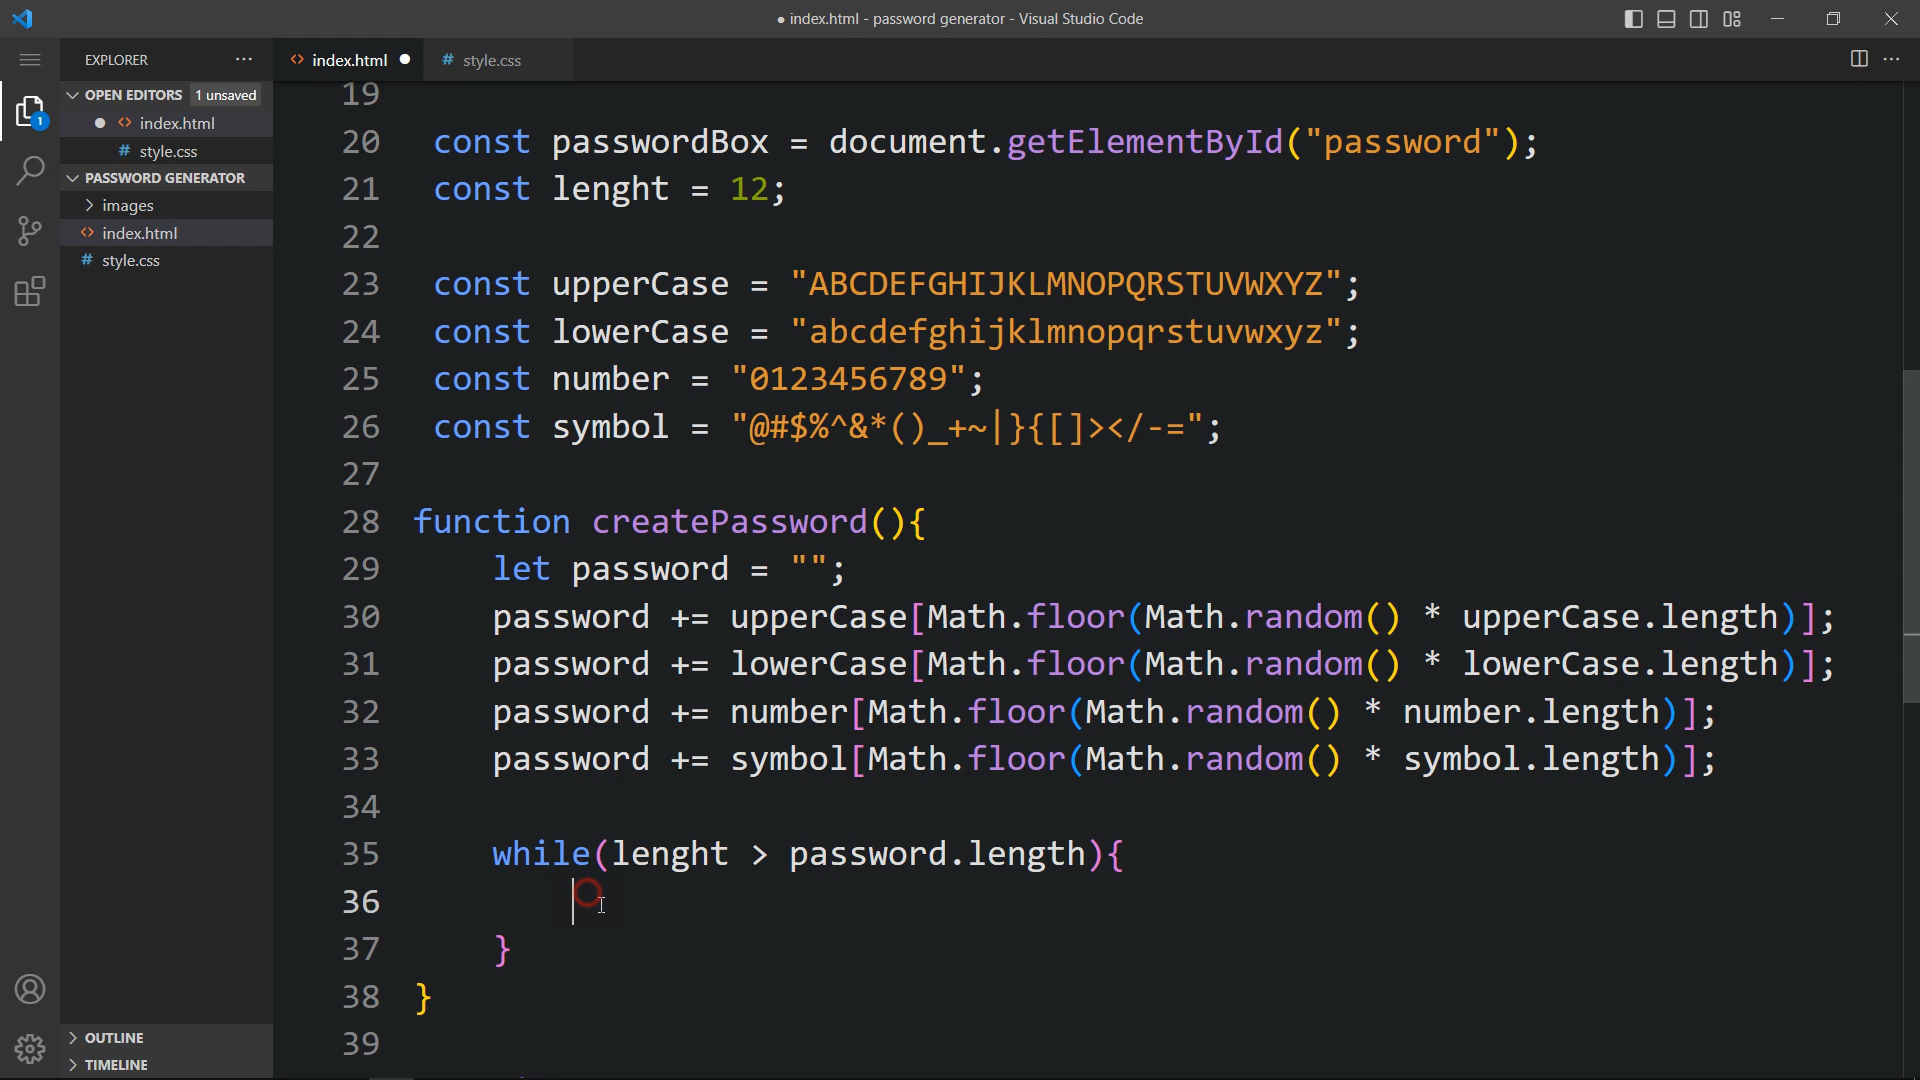 ● index.html - password generator - Visual Studio Code
EXPLORER
index.html
# style.css
OPEN EDITORS 1 unsaved
index.html
# style.css
PASSWORD GENERATOR
images
index.html
# style.css
OUTLINE
TIMELINE
1
19
20 const passwordBox = document.getElementById("password");
21 const lenght = 12;
22
23 const upperCase = "ABCDEFGHIJKLMNOPQRSTUVWXYZ";
24 const lowerCase = "abcdefghijklmnopqrstuvwxyz";
25 const number = "0123456789";
26 const symbol = "@#$%^&*()_+~|}{[]></-=";
27
28 function createPassword(){
29 let password = "";
30 password += upperCase[Math.floor(Math.random() * upperCase.length)];
31 password += lowerCase[Math.floor(Math.random() * lowerCase.length)];
32 password += number[Math.floor(Math.random() * number.length)];
33 password += symbol[Math.floor(Math.random() * symbol.length)];
34
35 while(lenght > password.length){
36
37 }
38 }
39